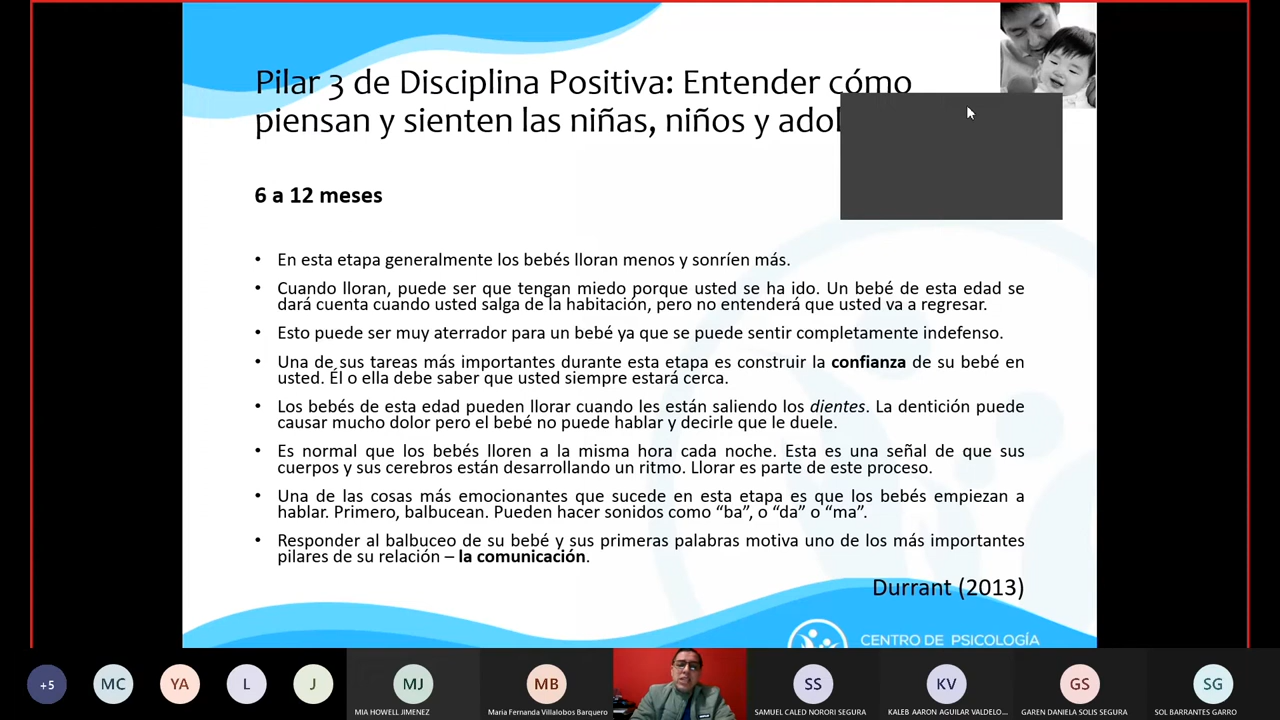 Pilar 3 de Disciplina Positiva: Entender cómo
piensan y sienten las niñas, niños y
6 a 12 meses
• En esta etapa generalmente los bebés lloran menos y sonríen más.
• Cuando lloran, puede ser que tengan miedo porque usted se ha ido. Un bebé de esta edad se
dará cuenta cuando usted salga de la habitación, pero no entenderá que usted va a regresar.
• Esto puede ser muy aterrador para un bebé ya que se puede sentir completamente indefenso.
• Una de sus tareas más importantes durante esta etapa es construir la confianza de su bebé en
usted. Él o ella debe saber que usted siempre estará cerca.
• Los bebés de esta edad pueden llorar cuando les están saliendo los dientes. La dentición puede
causar mucho dolor pero el bebé no puede hablar y decirle que le duele.
• Es normal que los bebés lloren a la misma hora cada noche. Esta es una señal de que sus
cuerpos y sus cerebros están desarrollando un ritmo. Llorar es parte de este proceso.
• Una de las cosas más emocionantes que sucede en esta etapa es que los bebés empiezan a
hablar. Primero, balbucean. Pueden hacer sonidos como “ba”, o “da” o “ma”.
• Responder al balbuceo de su bebé y sus primeras palabras motiva uno de los más importantes
pilares de su relación – la comunicación.
Durrant (2013)
CENTRO DE PSICOLOGÍA
+5
MC
YA
L
J
MJ
MB
SS
KV
GS
SG
MIA HOWELL JIMENEZ
Maria Fernanda Villalobos Barquero
SAMUEL CALED NORORI SEGURA
KALEB AARON AGUILAR VALDELO...
GAREN DANIELA SOLIS SEGURA
SOL BARRANTES GARRO